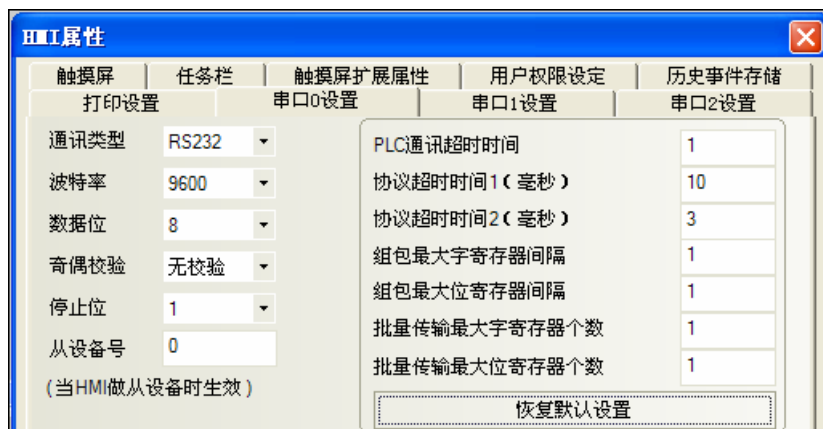 HMI属性
触摸屏 任务栏 触摸屏扩展属性 用户权限设定 历史事件存储
打印设置 串口0设置 串口1设置 串口2设置
通讯类型 RS232
波特率 9600
数据位 8
奇偶校验 无校验
停止位 1
从设备号 0
(当HMI做从设备时生效)
PLC通讯超时时间 1
协议超时时间1(毫秒) 10
协议超时时间2(毫秒) 3
组包最大字寄存器间隔 1
组包最大位寄存器间隔 1
批量传输最大字寄存器个数 1
批量传输最大位寄存器个数 1
恢复默认设置